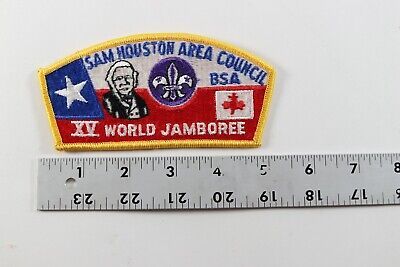 SAM HOUSTON AREA COUNCIL
BSA
XV WORLD JAMBOREE
1 2 3 4 5 6 7 8
23 22 21 20 19 18 17